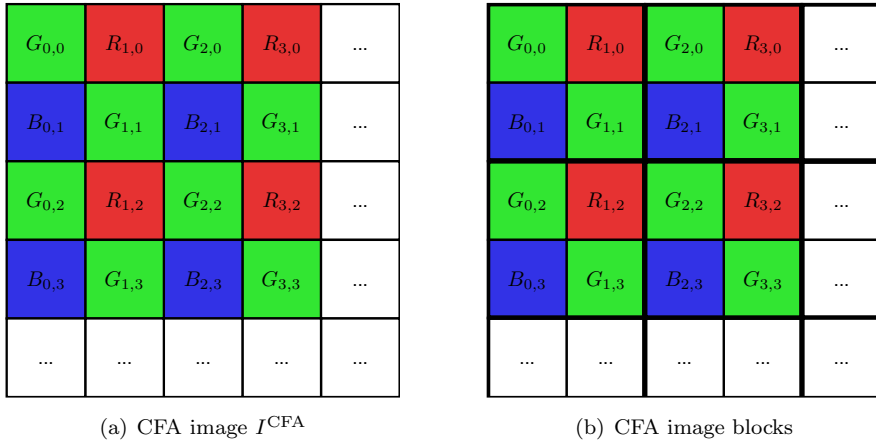 G0,0 R1,0 G2,0 R3,0 ... G0,0 R1,0 G2,0 R3,0 ...
B0,1 G1,1 B2,1 G3,1 ... B0,1 G1,1 B2,1 G3,1 ...
G0,2 R1,2 G2,2 R3,2 ... G0,2 R1,2 G2,2 R3,2 ...
B0,3 G1,3 B2,3 G3,3 ... B0,3 G1,3 B2,3 G3,3 ...
... ... ... ... ... ... ... ... ... ...
(a) CFA image I^CFA (b) CFA image blocks